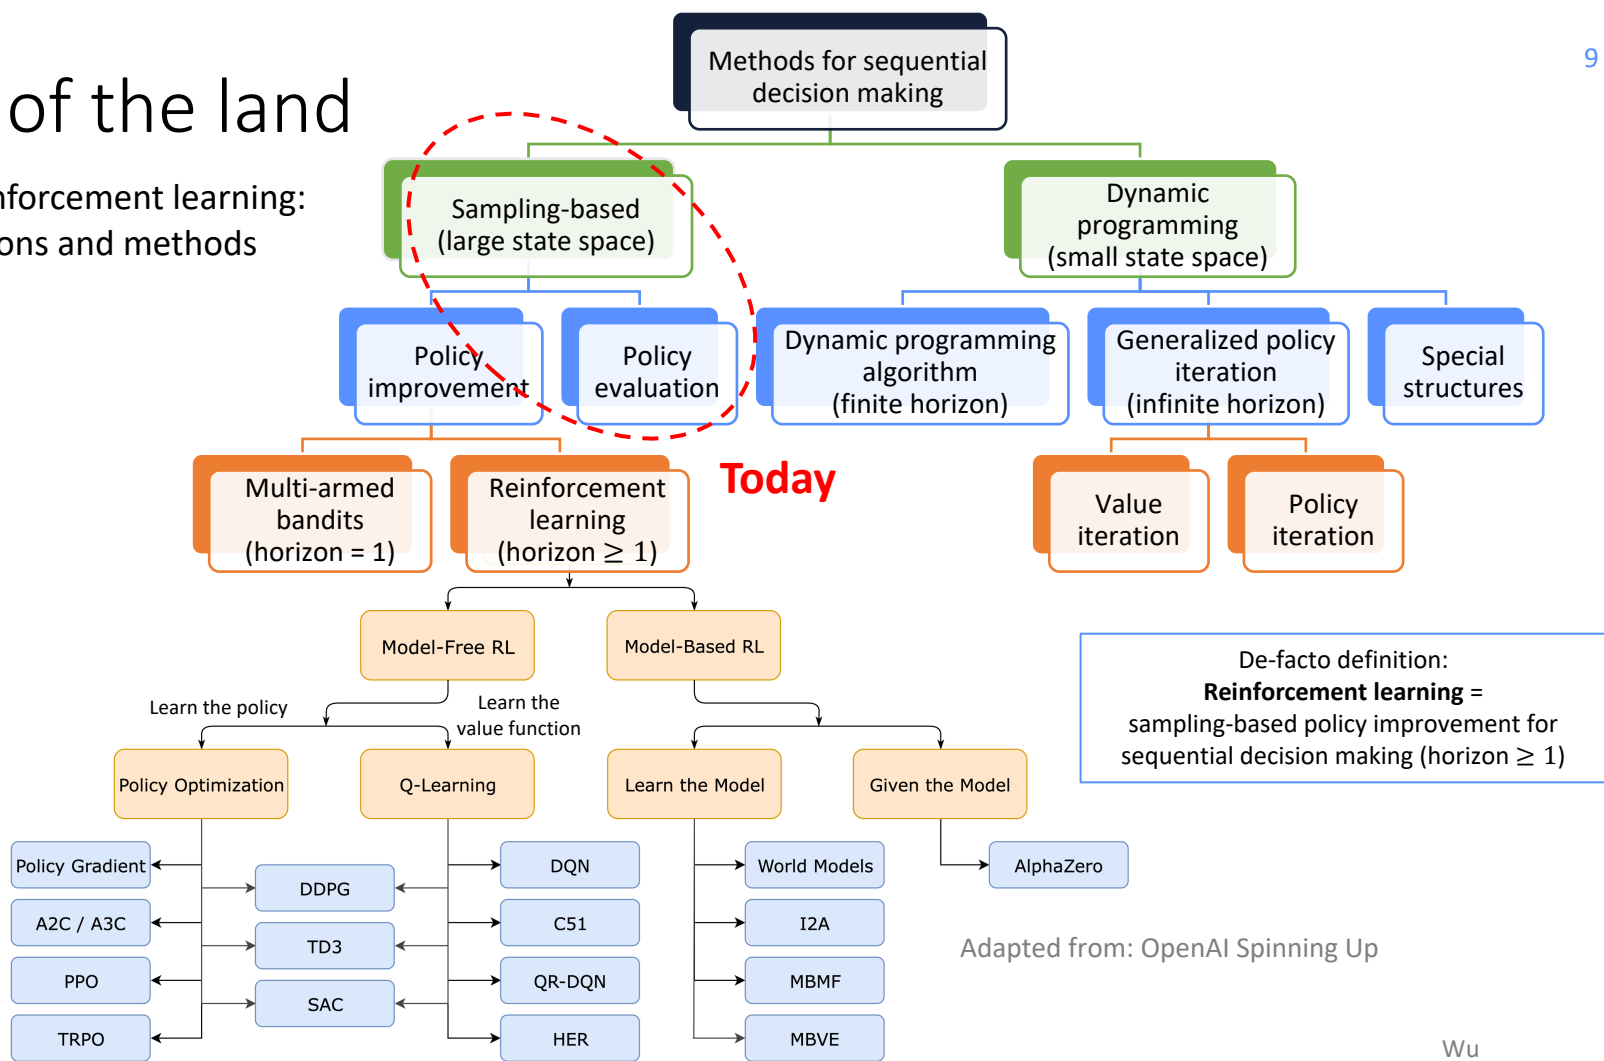 9
of the land
nforcement learning:
ons and methods
Methods for sequential
decision making
Sampling-based
(large state space)
Dynamic
programming
(small state space)
Policy
improvement
Policy
evaluation
Dynamic programming
algorithm
(finite horizon)
Generalized policy
iteration
(infinite horizon)
Special
structures
Today
Multi-armed
bandits
(horizon = 1)
Reinforcement
learning
(horizon ≥ 1)
Value
iteration
Policy
iteration
Model-Free RL
Model-Based RL
De-facto definition:
Reinforcement learning =
sampling-based policy improvement for
sequential decision making (horizon ≥ 1)
Learn the policy
Learn the
value function
Policy Optimization
Q-Learning
Learn the Model
Given the Model
Policy Gradient
A2C / A3C
PPO
TRPO
DDPG
TD3
SAC
DQN
C51
QR-DQN
HER
World Models
I2A
MBMF
MBVE
AlphaZero
Adapted from: OpenAI Spinning Up
Wu